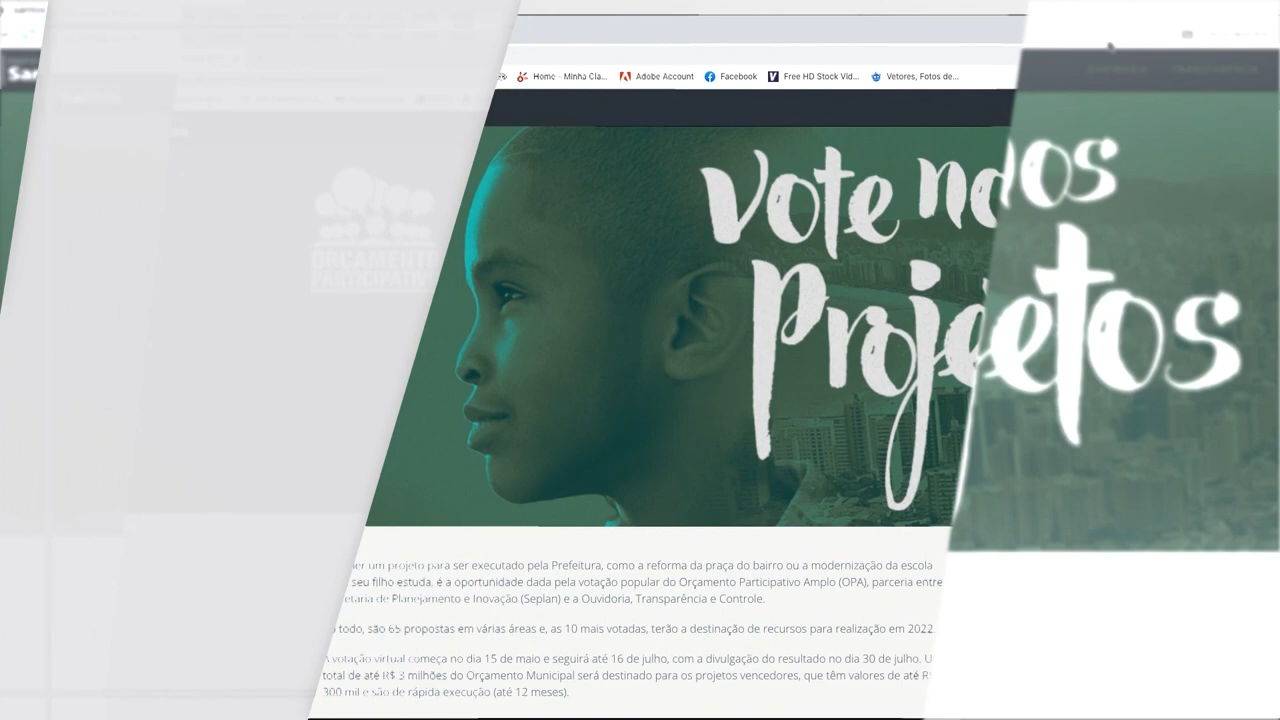 Home - Minha Cla...
Adobe Account
Facebook
Free HD Stock Vid...
Vetores, Fotos de...
Vote nos
Projetos
ORÇAMENTO
um projeto para ser executado pela Prefeitura, como a reforma da praça do bairro ou a modernização da escola
seu filho estuda, é a oportunidade dada pela votação popular do Orçamento Participativo Amplo (OPA), parceria entre
de Planejamento e Inovação (Seplan) e a Ouvidoria, Transparência e Controle.
todo, são 65 propostas em várias áreas e, as 10 mais votadas, terão a destinação de recursos para realização em 2022.
votação virtual começa no dia 15 de maio e seguirá até 16 de julho, com a divulgação do resultado no dia 30 de julho.
total de até R$ 3 milhões do Orçamento Municipal será destinado para os projetos vencedores, que têm valores de até
300 mil e são de rápida execução (até 12 meses).